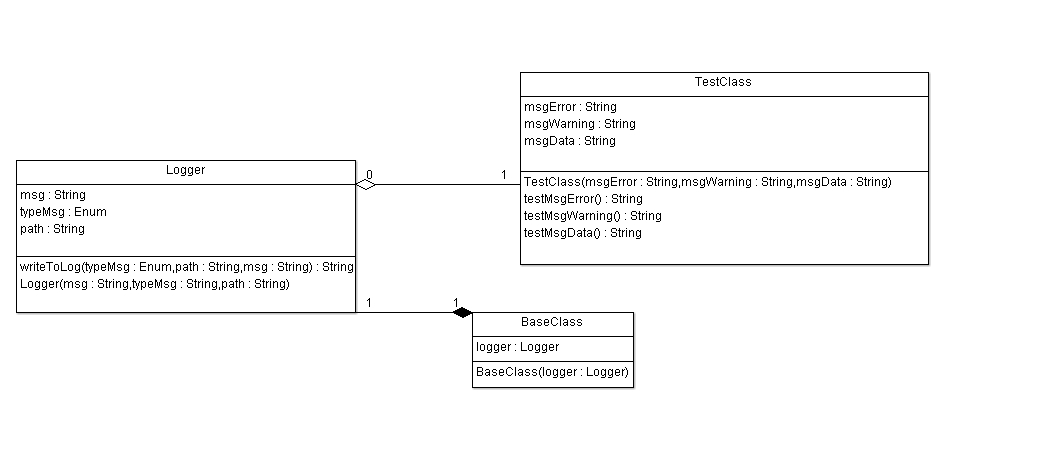 TestClass
msgError : String
msgWarning : String
msgData : String
TestClass(msgError : String,msgWarning : String,msgData : String)
testMsgError() : String
testMsgWarning() : String
testMsgData() : String
Logger
msg : String
typeMsg : Enum
path : String
writeToLog(typeMsg : Enum,path : String,msg : String) : String
Logger(msg : String,typeMsg : String,path : String)
0
1
1
1
BaseClass
logger : Logger
BaseClass(logger : Logger)